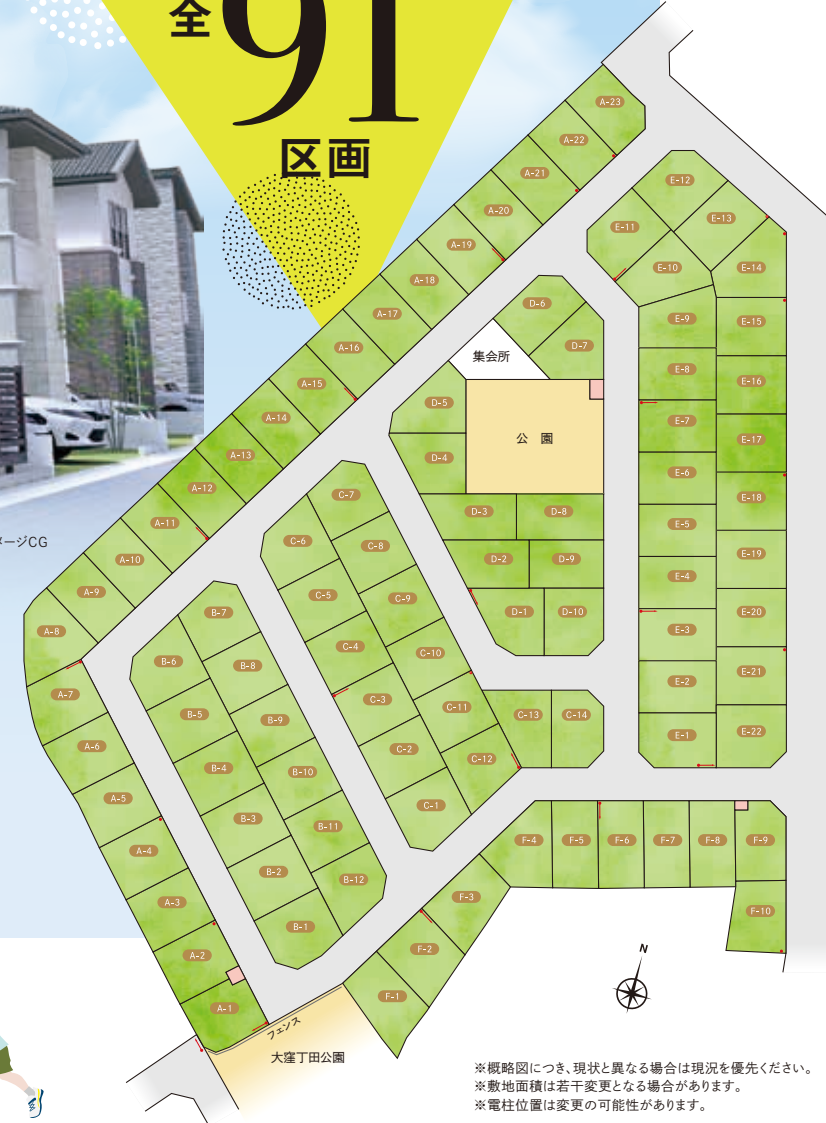 全91
区画
メージCG
A-23
A-22
A-21
A-20
A-19
A-18
A-17
A-16
A-15
A-14
A-13
A-12
A-11
A-10
A-9
A-8
A-7
A-6
A-5
A-4
A-3
A-2
A-1
B-7
B-6
B-8
B-5
B-9
B-4
B-10
B-3
B-11
B-2
B-12
B-1
C-7
C-6
C-8
C-5
C-9
C-4
C-10
C-3
C-11
C-2
C-12
C-1
C-13
C-14
D-6
D-7
集会所
D-5
公 園
D-4
D-3
D-8
D-2
D-9
D-1
D-10
E-12
E-11
E-13
E-10
E-14
E-9
E-15
E-8
E-16
E-7
E-17
E-6
E-18
E-5
E-19
E-4
E-20
E-3
E-21
E-2
E-22
E-1
F-4
F-5
F-6
F-7
F-8
F-9
F-10
F-3
F-2
F-1
N
フェンス
大窪丁田公園
※概略図につき、現状と異なる場合は現況を優先ください。
※敷地面積は若干変更となる場合があります。
※電柱位置は変更の可能性があります。